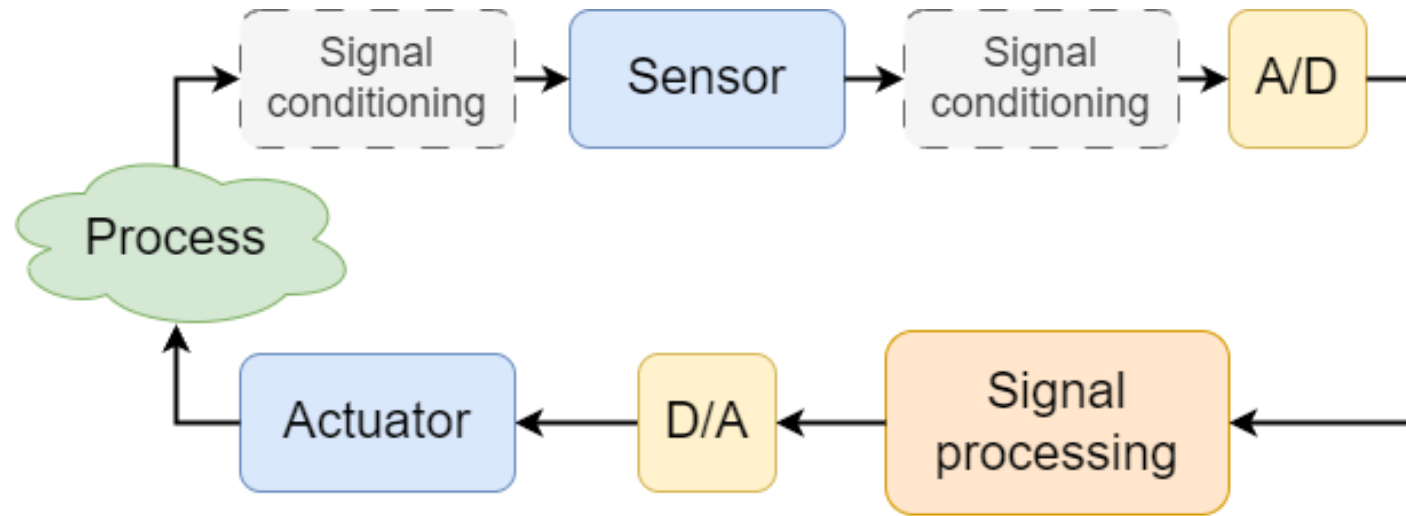 Signal
conditioning
Sensor
Signal
conditioning
A/D
Process
Actuator
D/A
Signal
processing